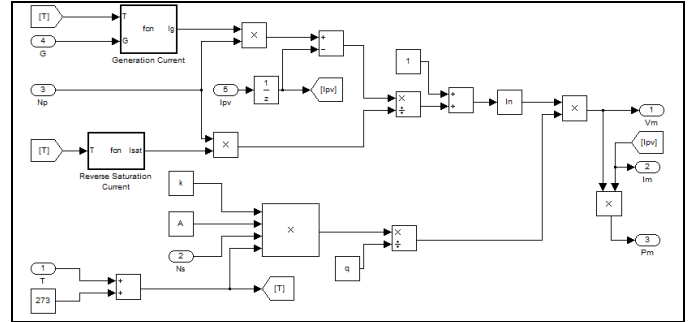 [T]
T
fcn
Ig
4
G
G
Generation Current
×
+
−
1
3
Np
5
Ipv
1
z
[Ipv]
×
÷
+
+
ln
×
1
Vm
[T]
T
fcn
Isat
×
Reverse Saturation
Current
[Ipv]
2
Im
k
A
×
×
3
Pm
2
Ns
×
÷
q
1
T
273
+
+
[T]